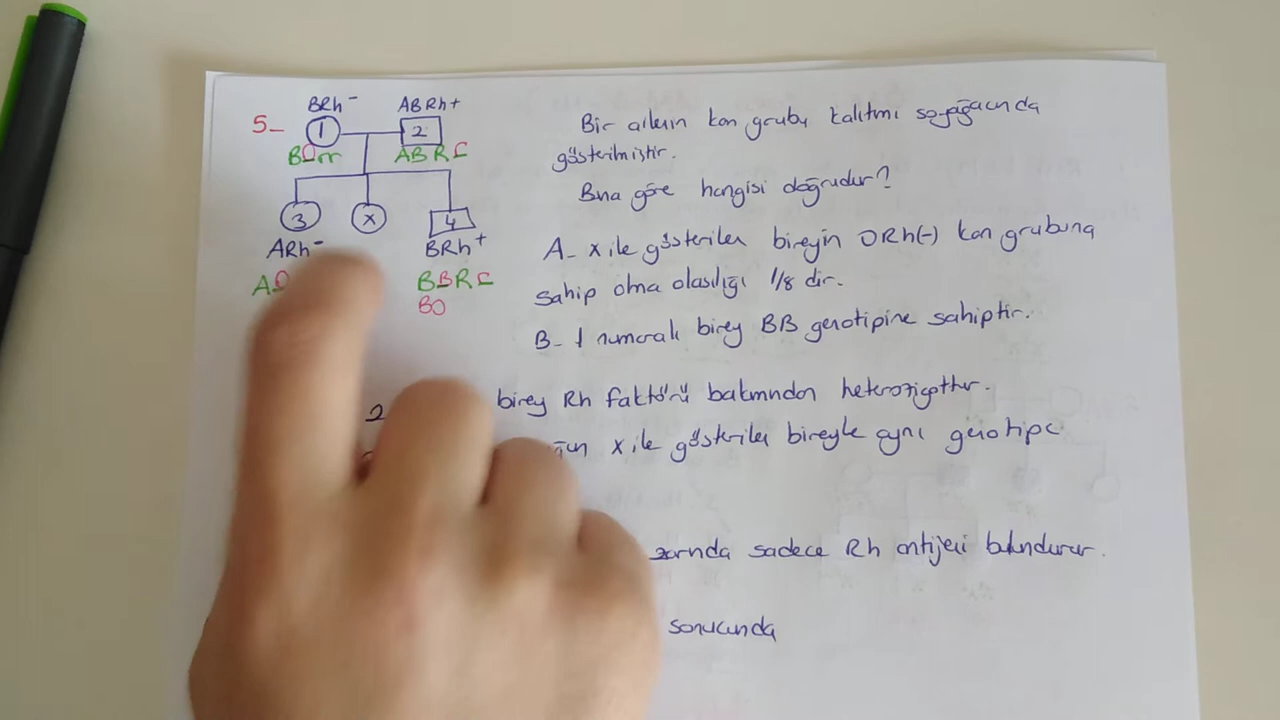 BRh- ABRh+
5- 1 2
BOrr ABRr
3 X 4
ARh- BRh+
A BBRr
BO
Bir ailenin kan grubu kalıtımı soyağacında
gösterilmiştir.
Buna göre hangisi doğrudur?
A- X ile gösterilen bireyin ORh(-) kan grubuna
sahip olma olasılığı 1/8 dir.
B- 1 numaralı birey BB genotipine sahiptir.
2 birey Rh faktörü bakımından heterozigottur.
X ile gösterilen bireyle aynı genotipe
zarında sadece Rh antijeni bulundurur.
sonucunda